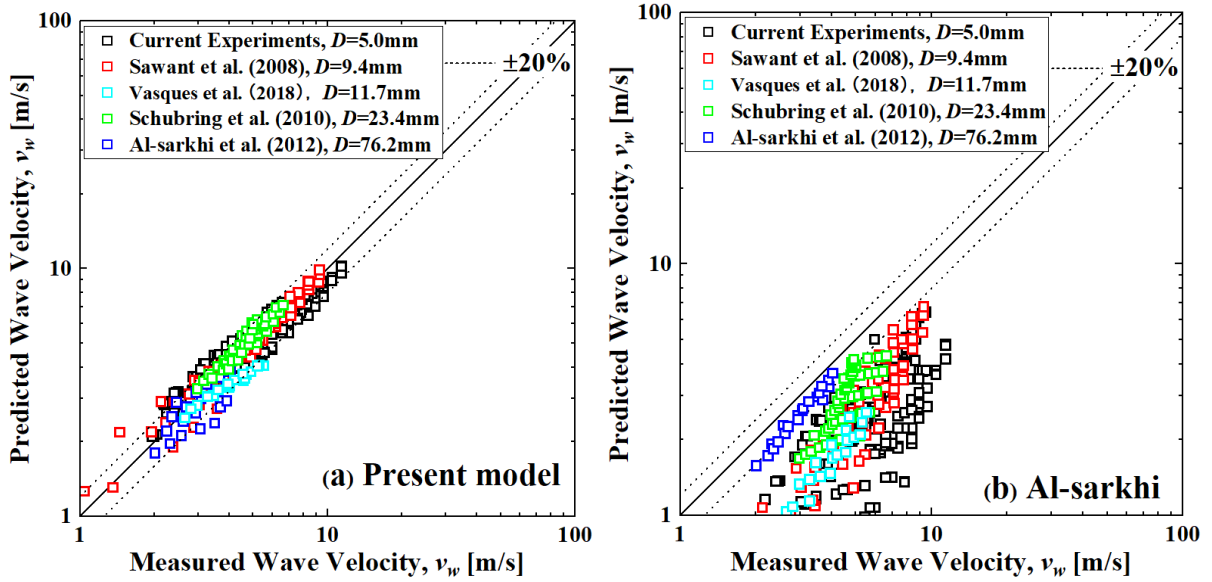 100
10
1
Predicted Wave Velocity, v_w [m/s]
Current Experiments, D=5.0mm
Sawant et al. (2008), D=9.4mm
Vasques et al. (2018), D=11.7mm
Schubring et al. (2010), D=23.4mm
Al-sarkhi et al. (2012), D=76.2mm
±20%
(a) Present model
1
10
100
Measured Wave Velocity, v_w [m/s]
100
10
1
Predicted Wave Velocity, v_w [m/s]
Current Experiments, D=5.0mm
Sawant et al. (2008), D=9.4mm
Vasques et al. (2018), D=11.7mm
Schubring et al. (2010), D=23.4mm
Al-sarkhi et al. (2012), D=76.2mm
±20%
(b) Al-sarkhi
1
10
100
Measured Wave Velocity, v_w [m/s]